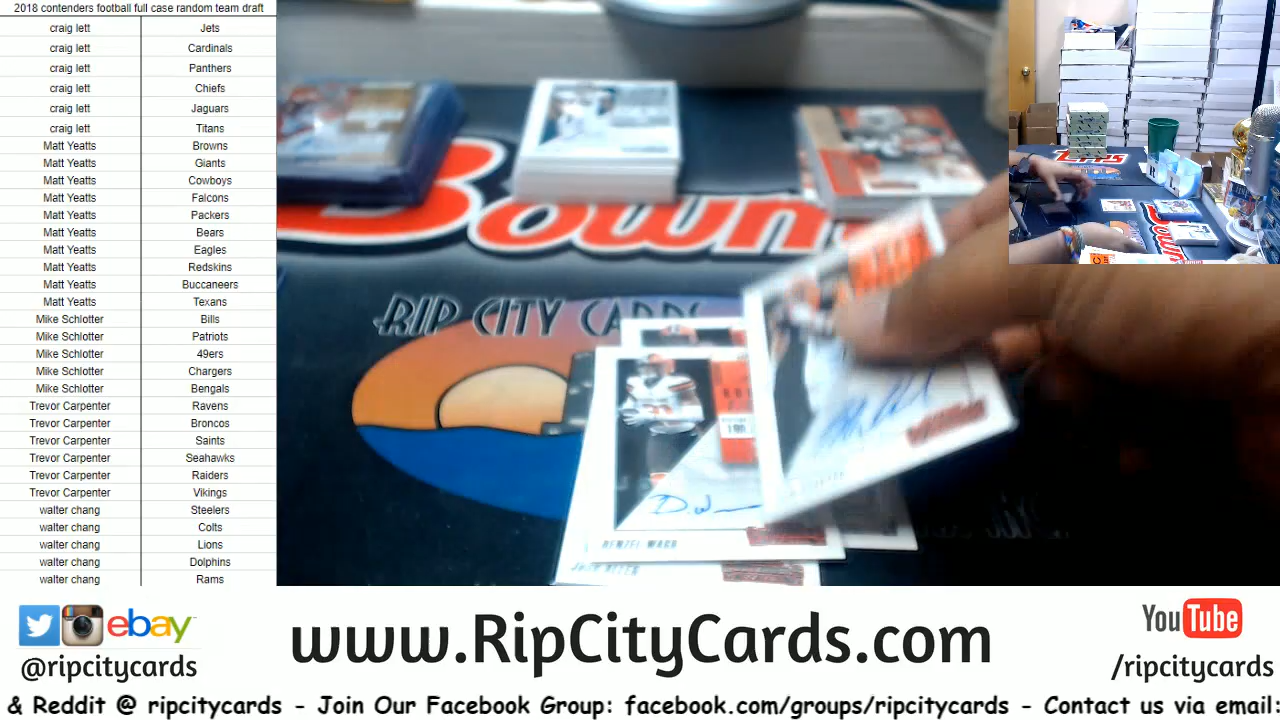 2018 contenders football full case random team draft
craig lett Jets
craig lett Cardinals
craig lett Panthers
craig lett Chiefs
craig lett Jaguars
craig lett Titans
Matt Yeatts Browns
Matt Yeatts Giants
Matt Yeatts Cowboys
Matt Yeatts Falcons
Matt Yeatts Packers
Matt Yeatts Bears
Matt Yeatts Eagles
Matt Yeatts Redskins
Matt Yeatts Buccaneers
Matt Yeatts Texans
Mike Schlotter Bills
Mike Schlotter Patriots
Mike Schlotter 49ers
Mike Schlotter Chargers
Mike Schlotter Bengals
Trevor Carpenter Ravens
Trevor Carpenter Broncos
Trevor Carpenter Saints
Trevor Carpenter Seahawks
Trevor Carpenter Raiders
Trevor Carpenter Vikings
walter chang Steelers
walter chang Colts
walter chang Lions
walter chang Dolphins
walter chang Rams
Bowm
RIP CITY CARDS
DENZEL WARD
ebay
@ripcitycards
www.RipCityCards.com
YouTube
/ripcitycards
& Reddit @ ripcitycards - Join Our Facebook Group: facebook.com/groups/ripcitycards - Contact us via email: